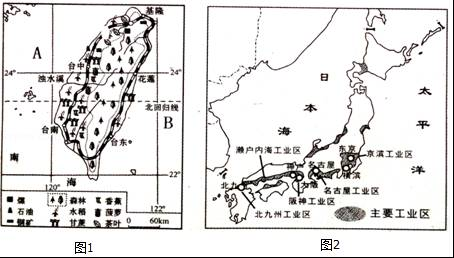 A
基隆
台中
24°
24°
浊水溪
花莲
北回归线
B
台南
台东
南
海
120°
22°
122°
煤
森林
香蕉
石油
水稻
菠萝
铜矿
甘蔗
茶叶
0 60km
图1
日
本
海
太
平
洋
濑户内海工业区
东京
京滨工业区
神户
名古屋
横滨
北九州
大阪
名古屋工业区
阪神工业区
北九州工业区
主要工业区
图2